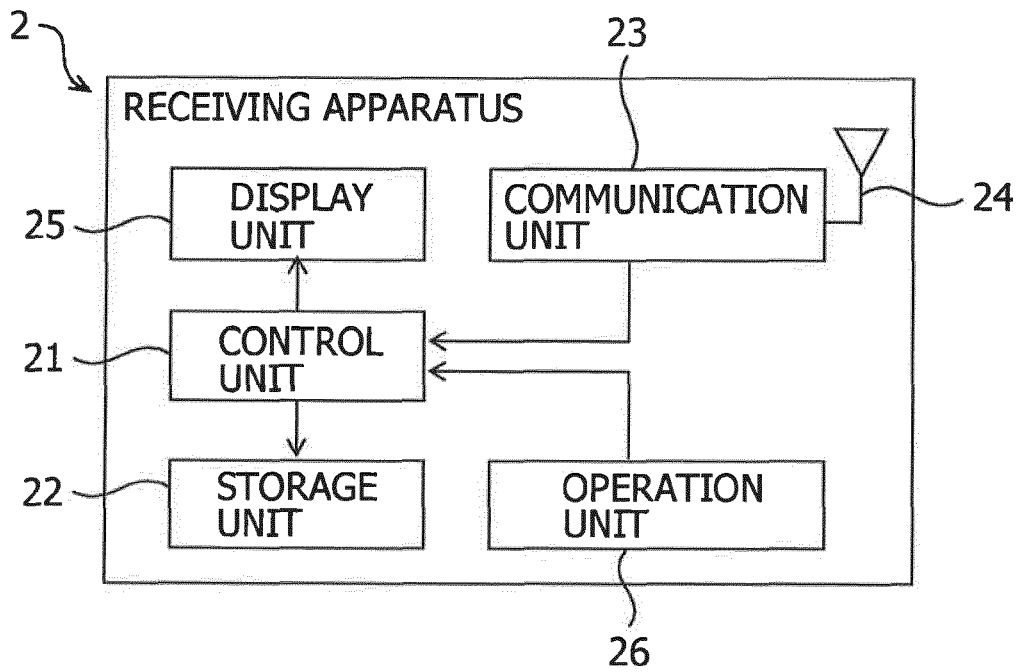 2
23
RECEIVING APPARATUS
DISPLAY
UNIT
COMMUNICATION
UNIT
24
25
CONTROL
UNIT
21
STORAGE
UNIT
22
OPERATION
UNIT
26